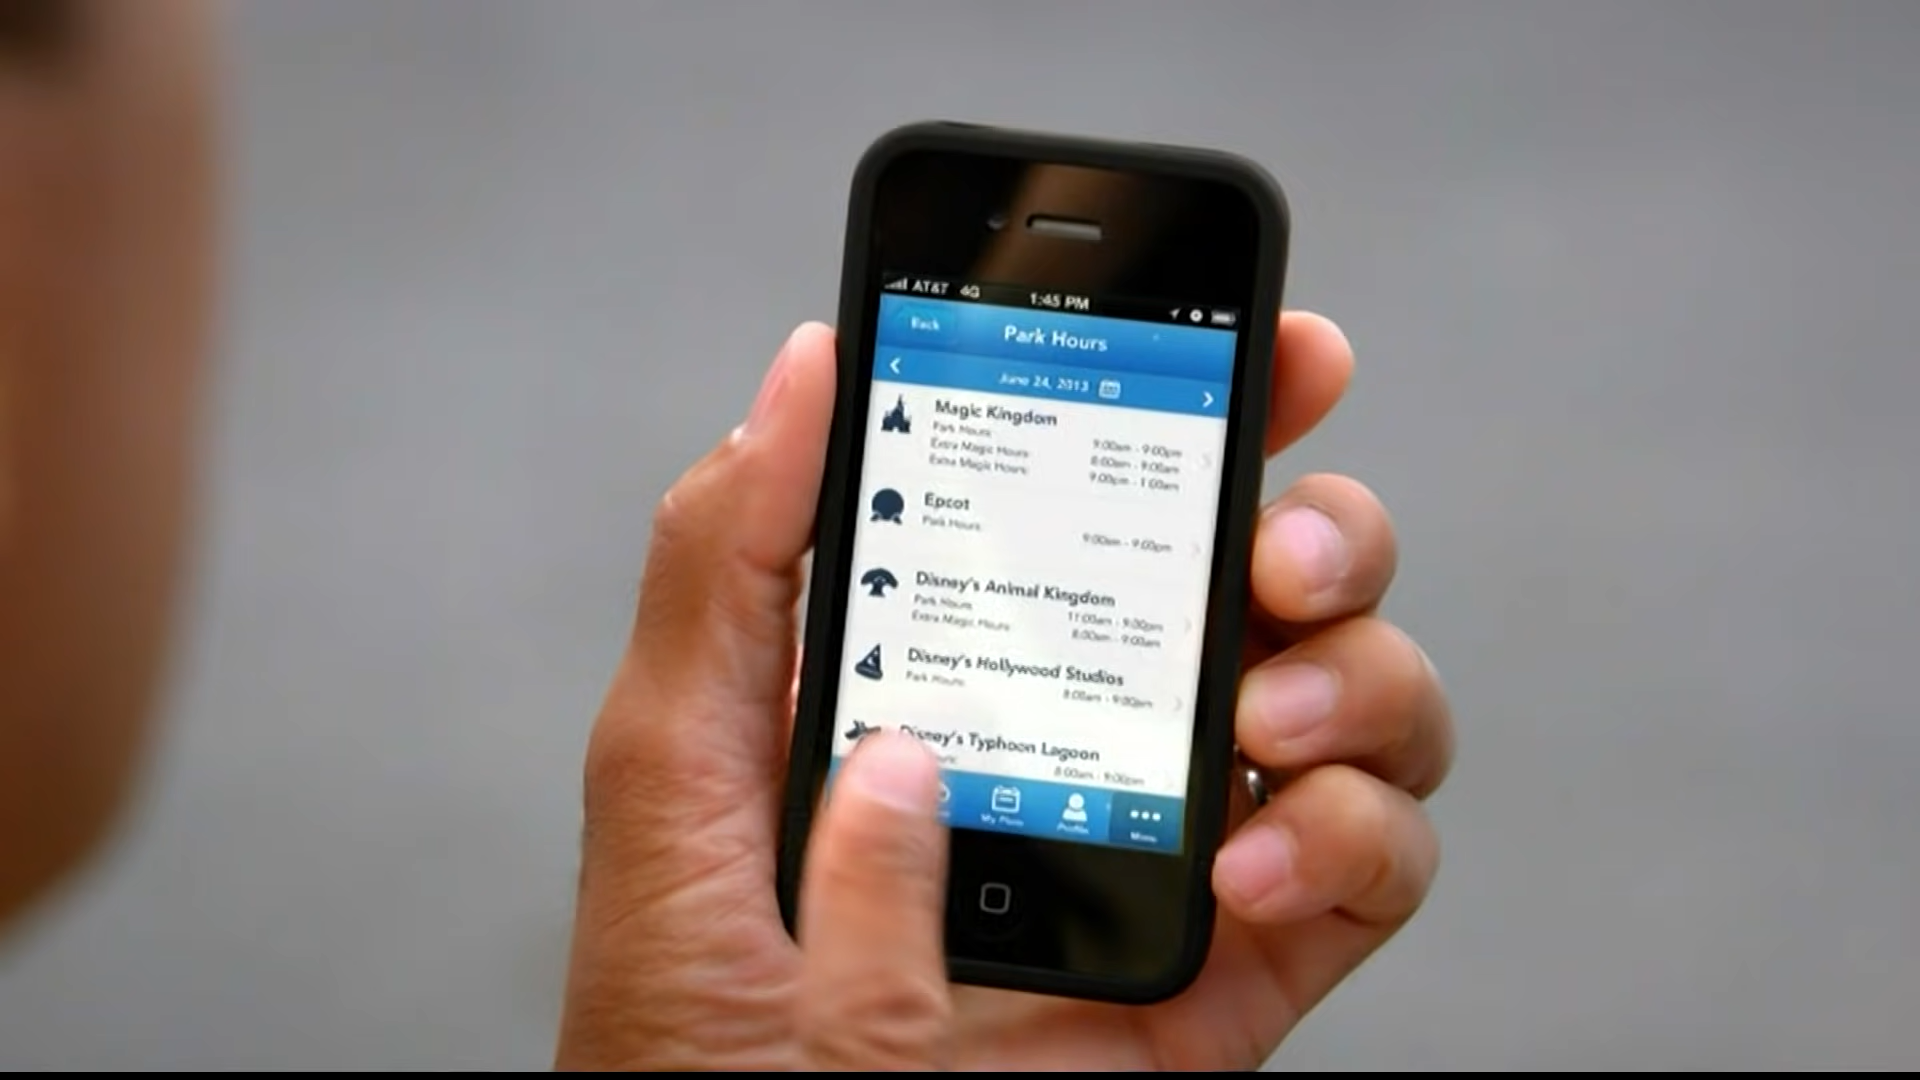 AT&T 4G 1:45 PM
Back Park Hours
June 24, 2013
Magic Kingdom
Park Hours: 9:00am - 9:00pm
Extra Magic Hours: 8:00am - 9:00am
Extra Magic Hours: 9:00pm - 1:00am
Epcot
Park Hours: 9:00am - 9:00pm
Disney's Animal Kingdom
Park Hours: 11:00am - 9:00pm
Extra Magic Hours: 8:00am - 9:00am
Disney's Hollywood Studios
Park Hours: 8:00am - 9:00pm
Disney's Typhoon Lagoon
8:00am - 9:00pm
My Plans Profile More